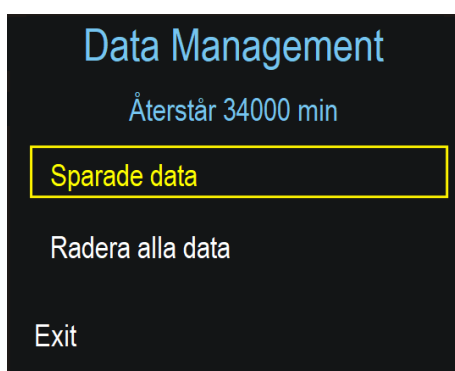 Data Management
Återstår 34000 min
Sparade data
Radera alla data
Exit